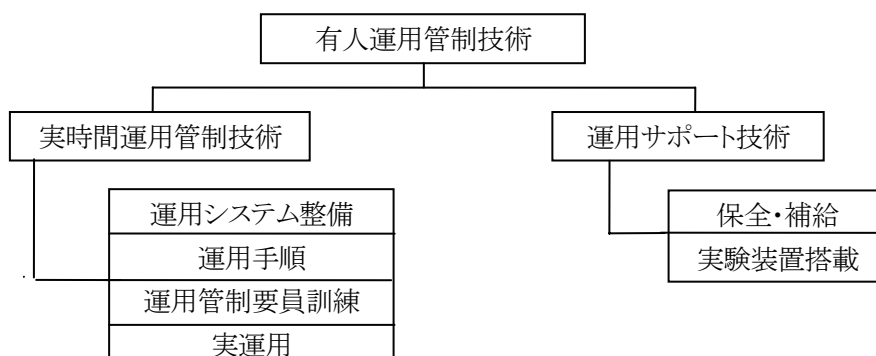 有人運用管制技術
実時間運用管制技術
運用サポート技術
運用システム整備
運用手順
運用管制要員訓練
実運用
保全・補給
実験装置搭載